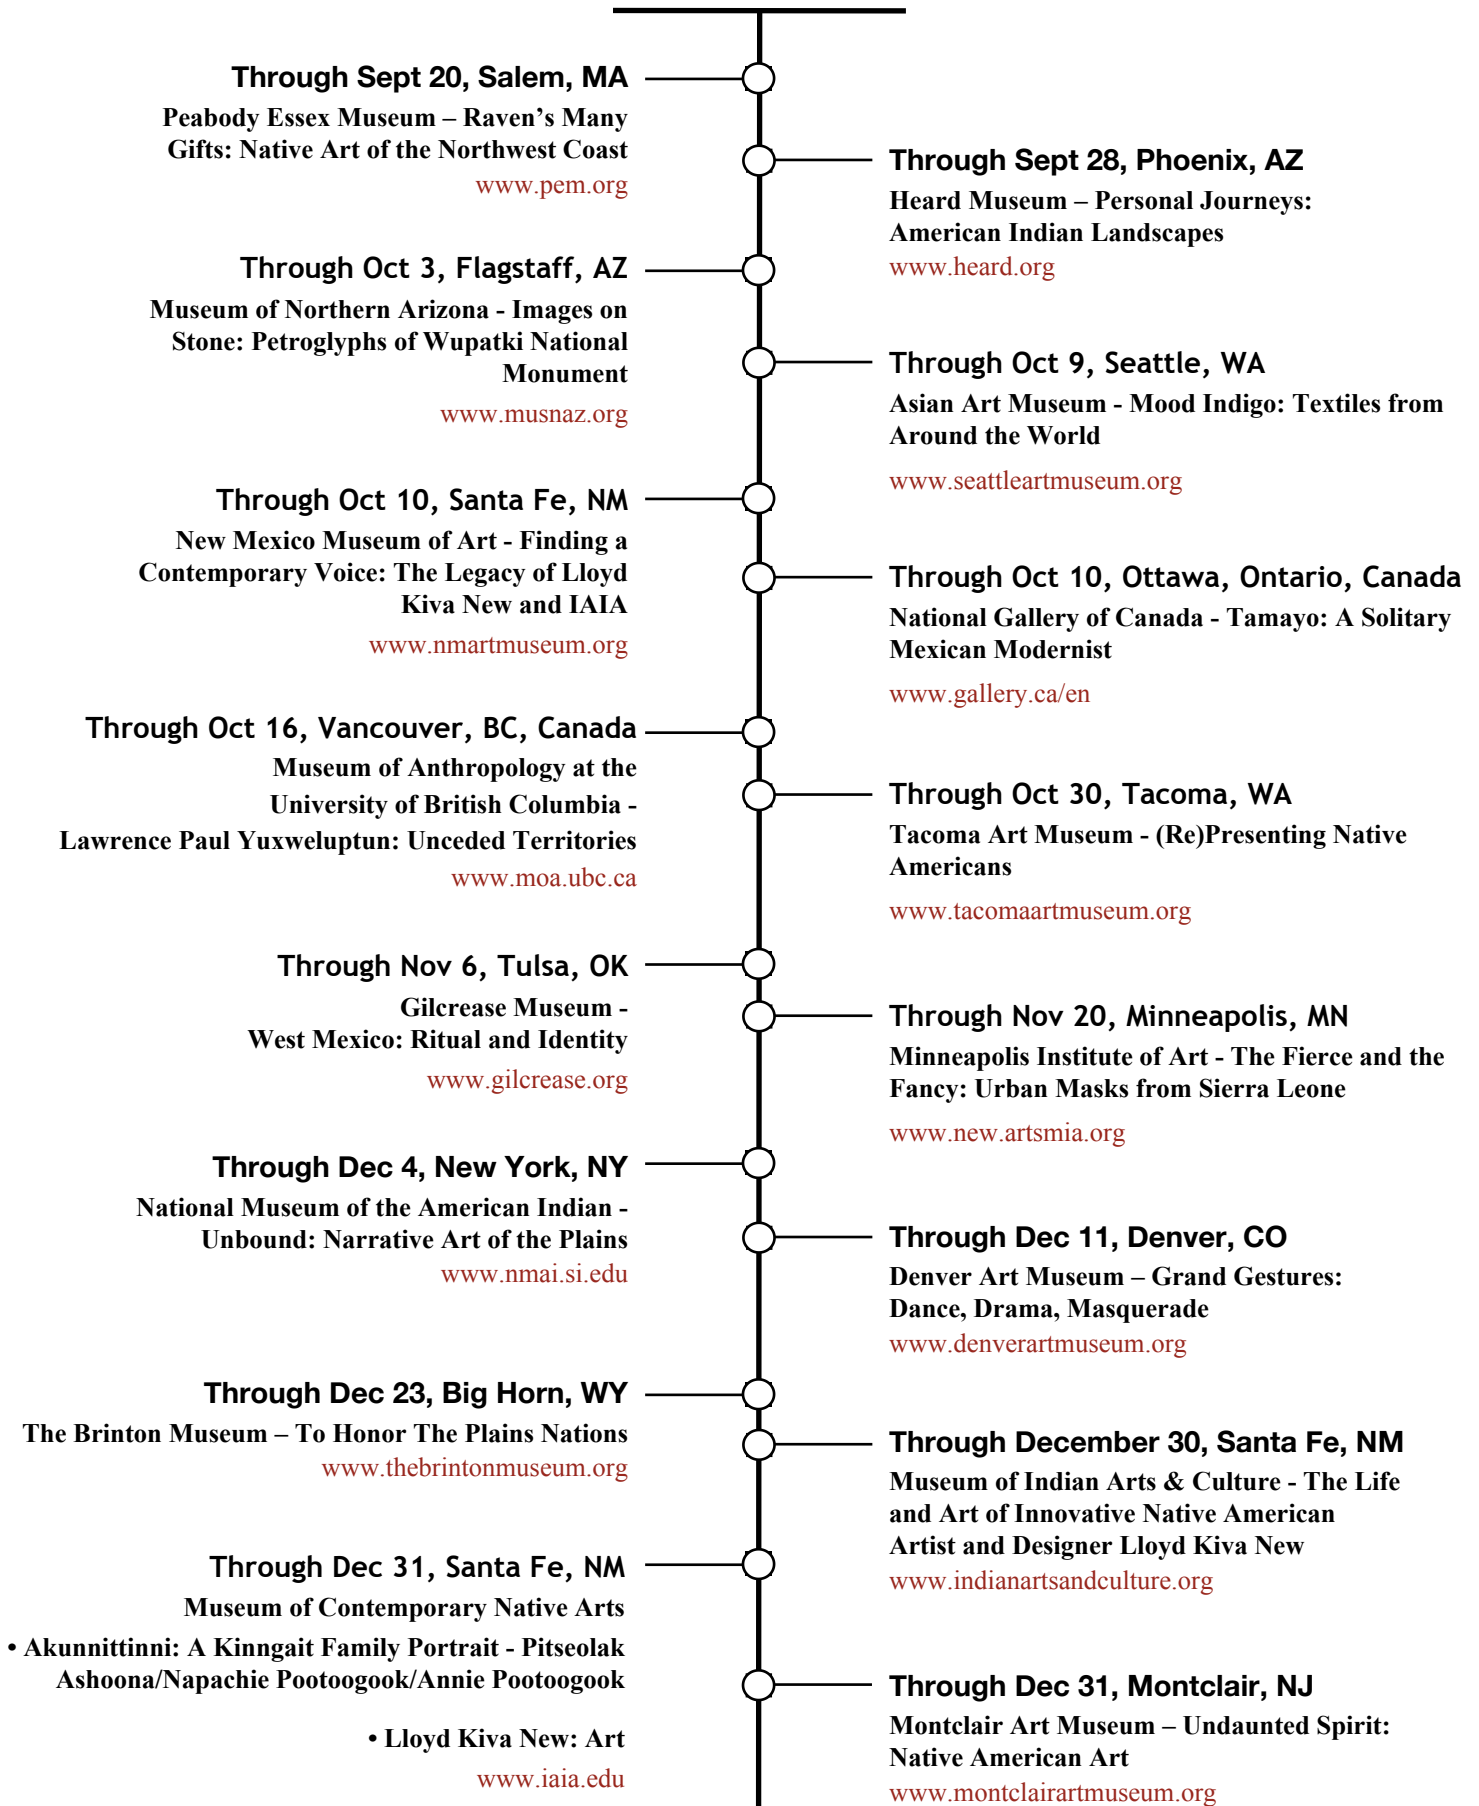 Through Sept 20, Salem, MA
Peabody Essex Museum – Raven’s Many
Gifts: Native Art of the Northwest Coast
www.pem.org
Through Sept 28, Phoenix, AZ
Heard Museum – Personal Journeys:
American Indian Landscapes
www.heard.org
Through Oct 3, Flagstaff, AZ
Museum of Northern Arizona - Images on
Stone: Petroglyphs of Wupatki National
Monument
www.musnaz.org
Through Oct 9, Seattle, WA
Asian Art Museum - Mood Indigo: Textiles from
Around the World
www.seattleartmuseum.org
Through Oct 10, Santa Fe, NM
New Mexico Museum of Art - Finding a
Contemporary Voice: The Legacy of Lloyd
Kiva New and IAIA
www.nmartmuseum.org
Through Oct 10, Ottawa, Ontario, Canada
National Gallery of Canada - Tamayo: A Solitary
Mexican Modernist
www.gallery.ca/en
Through Oct 16, Vancouver, BC, Canada
Museum of Anthropology at the
University of British Columbia -
Lawrence Paul Yuxweluptun: Unceded Territories
www.moa.ubc.ca
Through Oct 30, Tacoma, WA
Tacoma Art Museum - (Re)Presenting Native
Americans
www.tacomaartmuseum.org
Through Nov 6, Tulsa, OK
Gilcrease Museum -
West Mexico: Ritual and Identity
www.gilcrease.org
Through Nov 20, Minneapolis, MN
Minneapolis Institute of Art - The Fierce and the
Fancy: Urban Masks from Sierra Leone
www.new.artsmia.org
Through Dec 4, New York, NY
National Museum of the American Indian -
Unbound: Narrative Art of the Plains
www.nmai.si.edu
Through Dec 11, Denver, CO
Denver Art Museum – Grand Gestures:
Dance, Drama, Masquerade
www.denverartmuseum.org
Through Dec 23, Big Horn, WY
The Brinton Museum – To Honor The Plains Nations
www.thebrintonmuseum.org
Through December 30, Santa Fe, NM
Museum of Indian Arts & Culture - The Life
and Art of Innovative Native American
Artist and Designer Lloyd Kiva New
www.indianartsandculture.org
Through Dec 31, Santa Fe, NM
Museum of Contemporary Native Arts
• Akunnittinni: A Kinngait Family Portrait - Pitseolak
Ashoona/Napachie Pootoogook/Annie Pootoogook
• Lloyd Kiva New: Art
www.iaia.edu
Through Dec 31, Montclair, NJ
Montclair Art Museum – Undaunted Spirit:
Native American Art
www.montclairartmuseum.org